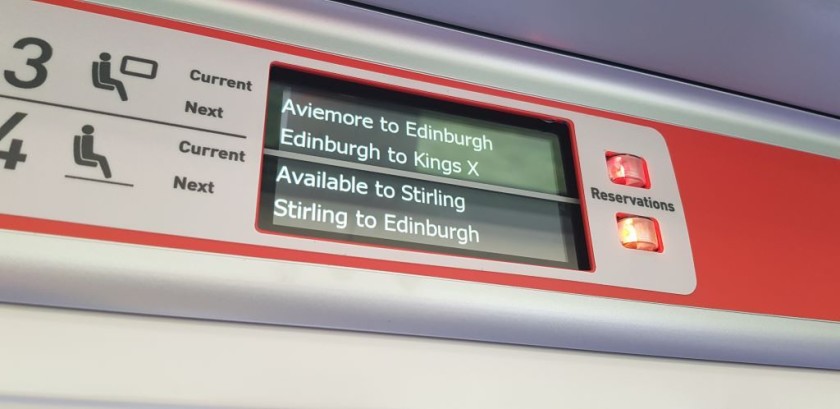 3
Current
Next
Aviemore to Edinburgh
Edinburgh to Kings X
4
Current
Next
Available to Stirling
Stirling to Edinburgh
Reservations